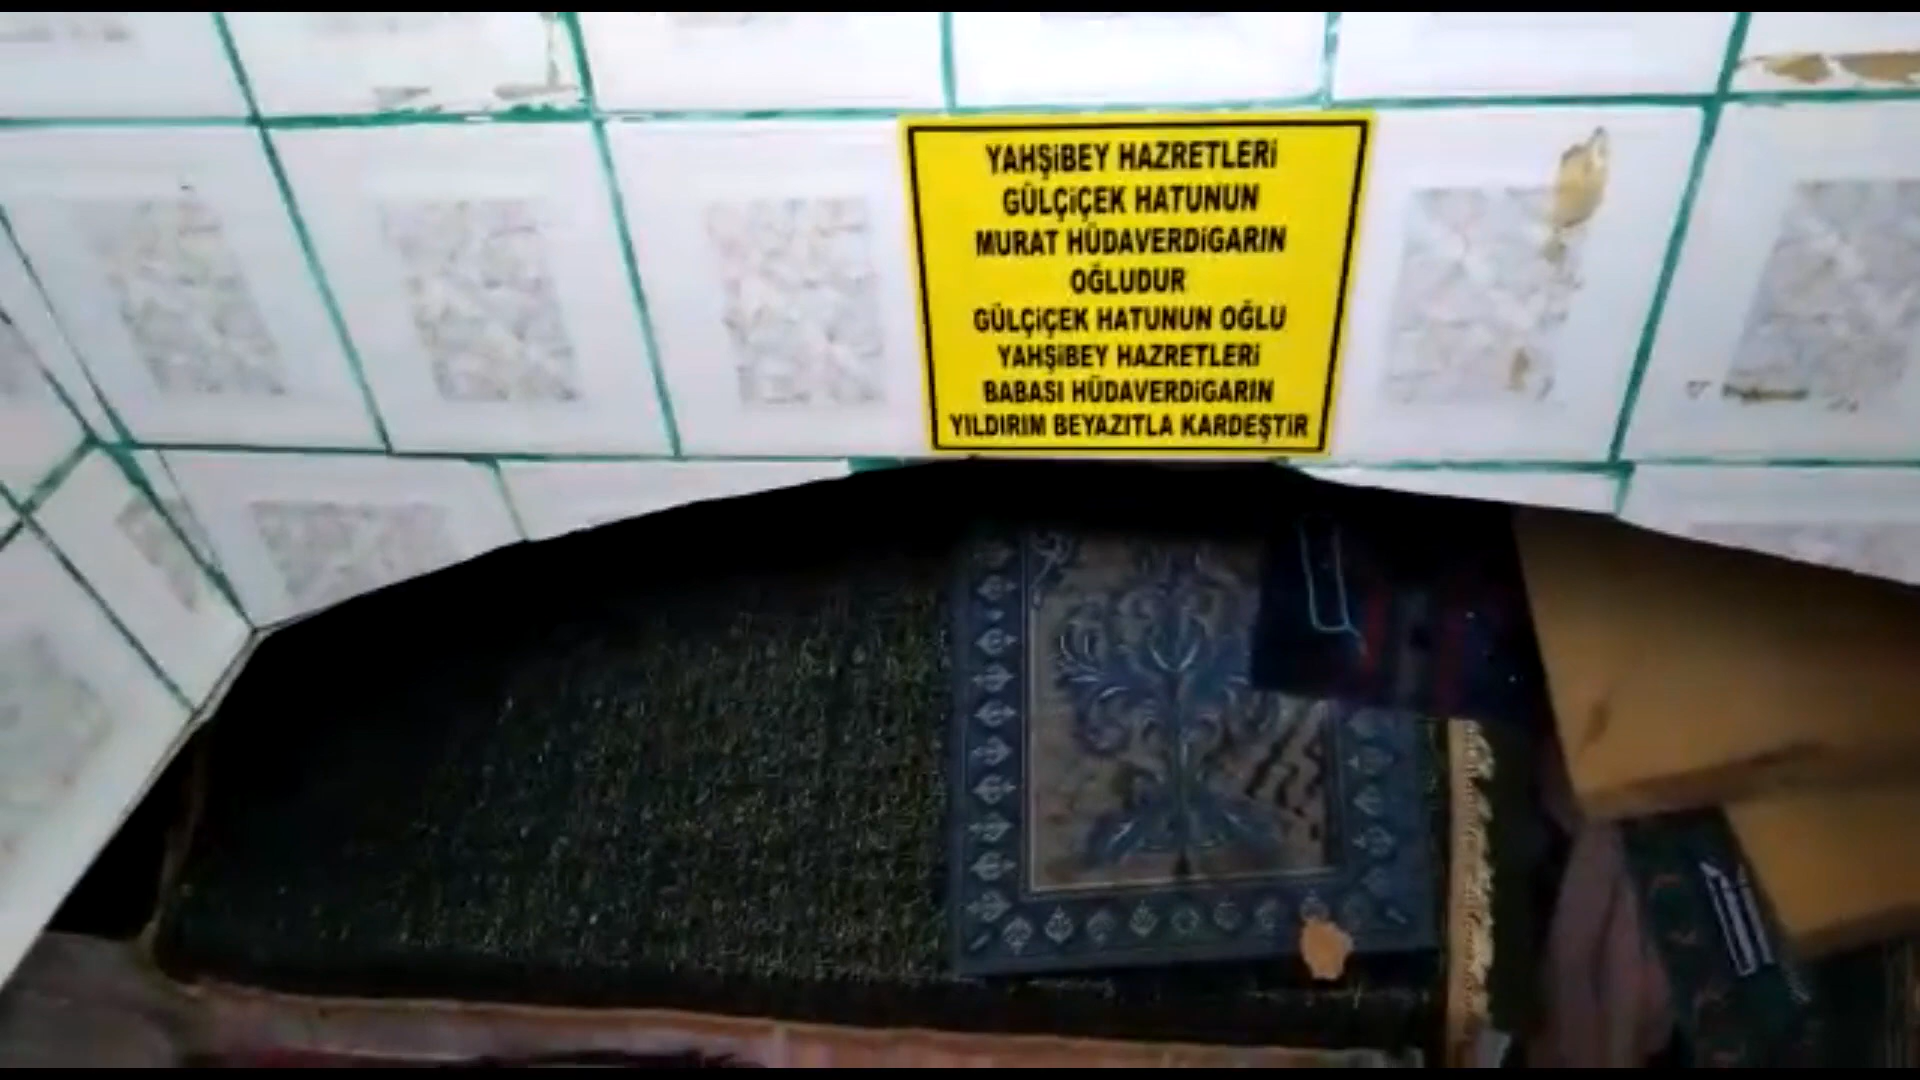 YAHŞİBEY HAZRETLERİ
GÜLÇİÇEK HATUNUN
MURAT HÜDAVERDİGARIN
OĞLUDUR
GÜLÇİÇEK HATUNUN OĞLU
YAHŞİBEY HAZRETLERİ
BABASI HÜDAVERDİGARIN
YILDIRIM BEYAZITLA KARDEŞTİR